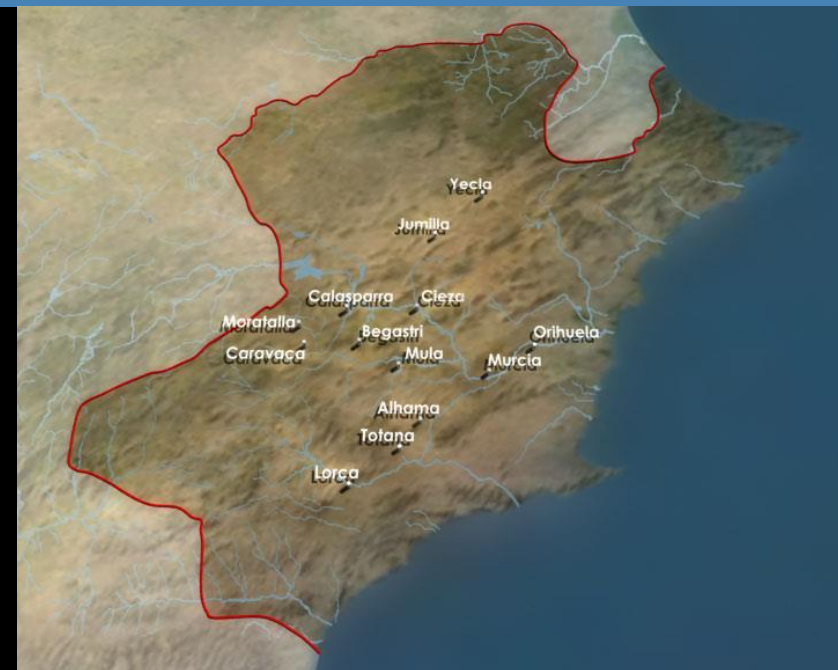 Yecla
Jumilla
Calasparra
Cieza
Moratalla
Begastri
Orihuela
Caravaca
Mula
Murcia
Alhama
Totana
Lorca